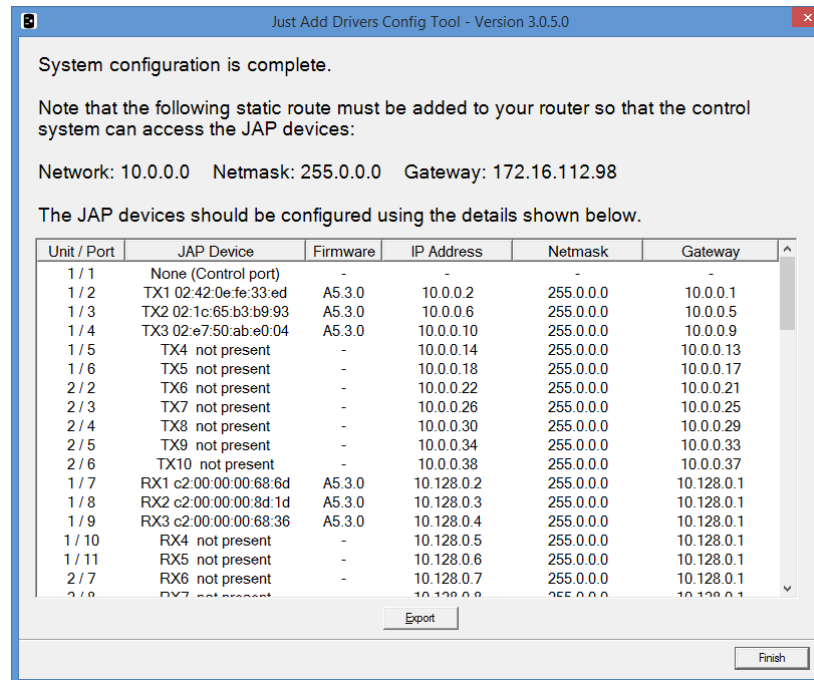 Just Add Drivers Config Tool - Version 3.0.5.0
System configuration is complete.
Note that the following static route must be added to your router so that the control
system can access the JAP devices:
Network: 10.0.0.0 Netmask: 255.0.0.0 Gateway: 172.16.112.98
The JAP devices should be configured using the details shown below.
Unit / Port JAP Device Firmware IP Address Netmask Gateway
1 / 1 None (Control port) - - - -
1 / 2 TX1 02:42:0e:fe:33:ed A5.3.0 10.0.0.2 255.0.0.0 10.0.0.1
1 / 3 TX2 02:1c:65:b3:b9:93 A5.3.0 10.0.0.6 255.0.0.0 10.0.0.5
1 / 4 TX3 02:e7:50:ab:e0:04 A5.3.0 10.0.0.10 255.0.0.0 10.0.0.9
1 / 5 TX4 not present - 10.0.0.14 255.0.0.0 10.0.0.13
1 / 6 TX5 not present - 10.0.0.18 255.0.0.0 10.0.0.17
2 / 2 TX6 not present - 10.0.0.22 255.0.0.0 10.0.0.21
2 / 3 TX7 not present - 10.0.0.26 255.0.0.0 10.0.0.25
2 / 4 TX8 not present - 10.0.0.30 255.0.0.0 10.0.0.29
2 / 5 TX9 not present - 10.0.0.34 255.0.0.0 10.0.0.33
2 / 6 TX10 not present - 10.0.0.38 255.0.0.0 10.0.0.37
1 / 7 RX1 c2:00:00:00:68:6d A5.3.0 10.128.0.2 255.0.0.0 10.128.0.1
1 / 8 RX2 c2:00:00:00:8d:1d A5.3.0 10.128.0.3 255.0.0.0 10.128.0.1
1 / 9 RX3 c2:00:00:00:68:36 A5.3.0 10.128.0.4 255.0.0.0 10.128.0.1
1 / 10 RX4 not present - 10.128.0.5 255.0.0.0 10.128.0.1
1 / 11 RX5 not present - 10.128.0.6 255.0.0.0 10.128.0.1
2 / 7 RX6 not present - 10.128.0.7 255.0.0.0 10.128.0.1
Export
Finish